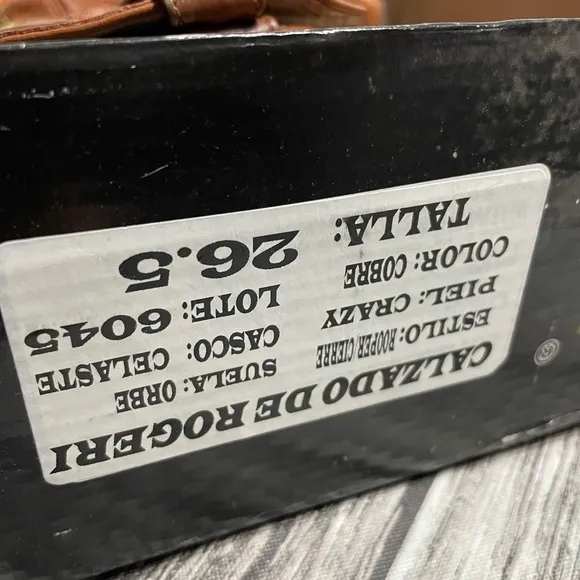 CALZADO DE ROGERI
ESTILO: ROOPER CIERRE SUELA: ORBE
PIEL: CRAZY CASCO: CELASTE
COLOR: COBRE LOTE: 6045
TALLA: 26.5